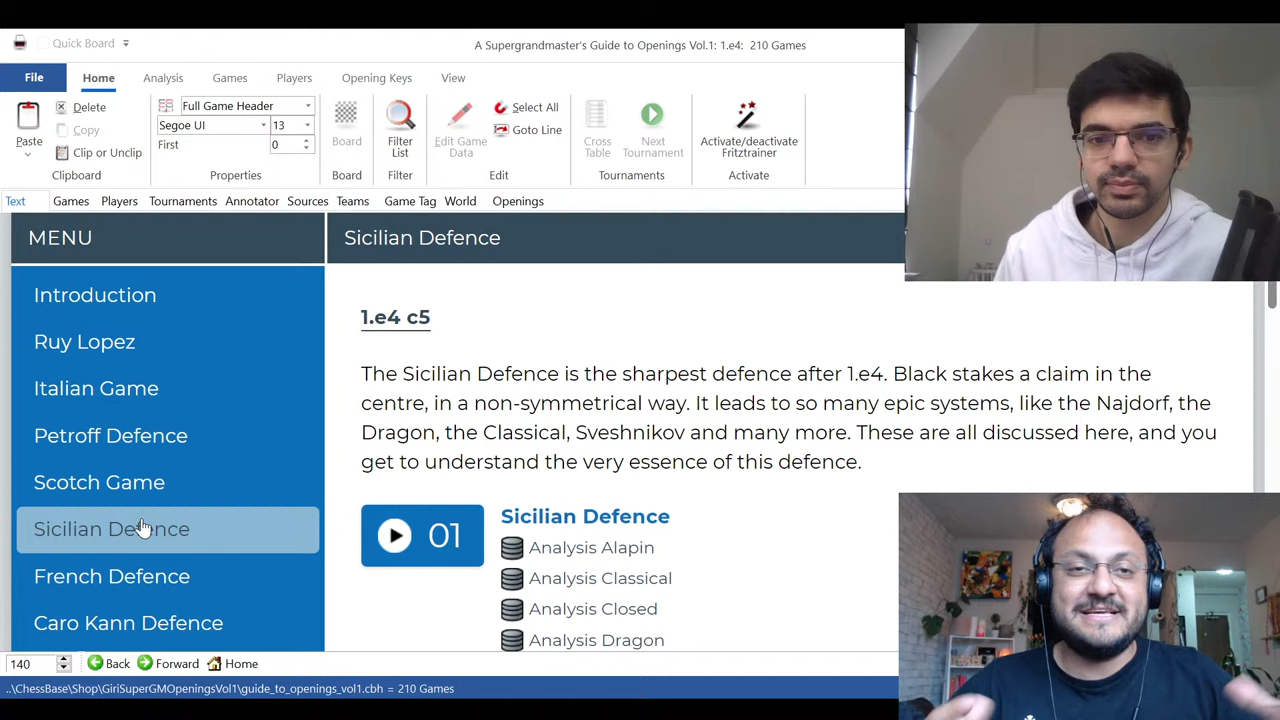 Quick Board
A Supergrandmaster's Guide to Openings Vol.1: 1.e4: 210 Games
File Home Analysis Games Players Opening Keys View
Paste
Delete
Copy
Clip or Unclip
Clipboard
Full Game Header
Segoe UI 13
First 0
Properties
Board
Board
Filter
List
Filter
Edit Game
Data
Select All
Goto Line
Edit
Cross
Table
Next
Tournament
Tournaments
Activate/deactivate
Fritztrainer
Activate
Text Games Players Tournaments Annotator Sources Teams Game Tag World Openings
MENU
Introduction
Ruy Lopez
Italian Game
Petroff Defence
Scotch Game
Sicilian Defence
French Defence
Caro Kann Defence
Sicilian Defence
1.e4 c5
The Sicilian Defence is the sharpest defence after 1.e4. Black stakes a claim in the
centre, in a non-symmetrical way. It leads to so many epic systems, like the Najdorf, the
Dragon, the Classical, Sveshnikov and many more. These are all discussed here, and you
get to understand the very essence of this defence.
01
Sicilian Defence
Analysis Alapin
Analysis Classical
Analysis Closed
Analysis Dragon
140 Back Forward Home
..\ChessBase\Shop\GiriSuperGMOpeningsVol1\guide_to_openings_vol1.cbh = 210 Games